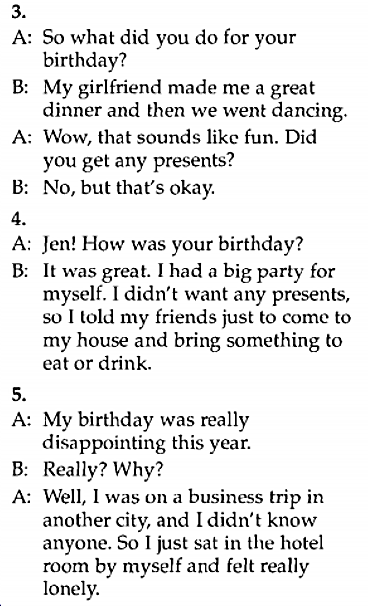 3.
A: So what did you do for your
birthday?
B: My girlfriend made me a great
dinner and then we went dancing.
A: Wow, that sounds like fun. Did
you get any presents?
B: No, but that's okay.
4.
A: Jen! How was your birthday?
B: It was great. I had a big party for
myself. I didn't want any presents,
so I told my friends just to come to
my house and bring something to
eat or drink.
5.
A: My birthday was really
disappointing this year.
B: Really? Why?
A: Well, I was on a business trip in
another city, and I didn't know
anyone. So I just sat in the hotel
room by myself and felt really
lonely.